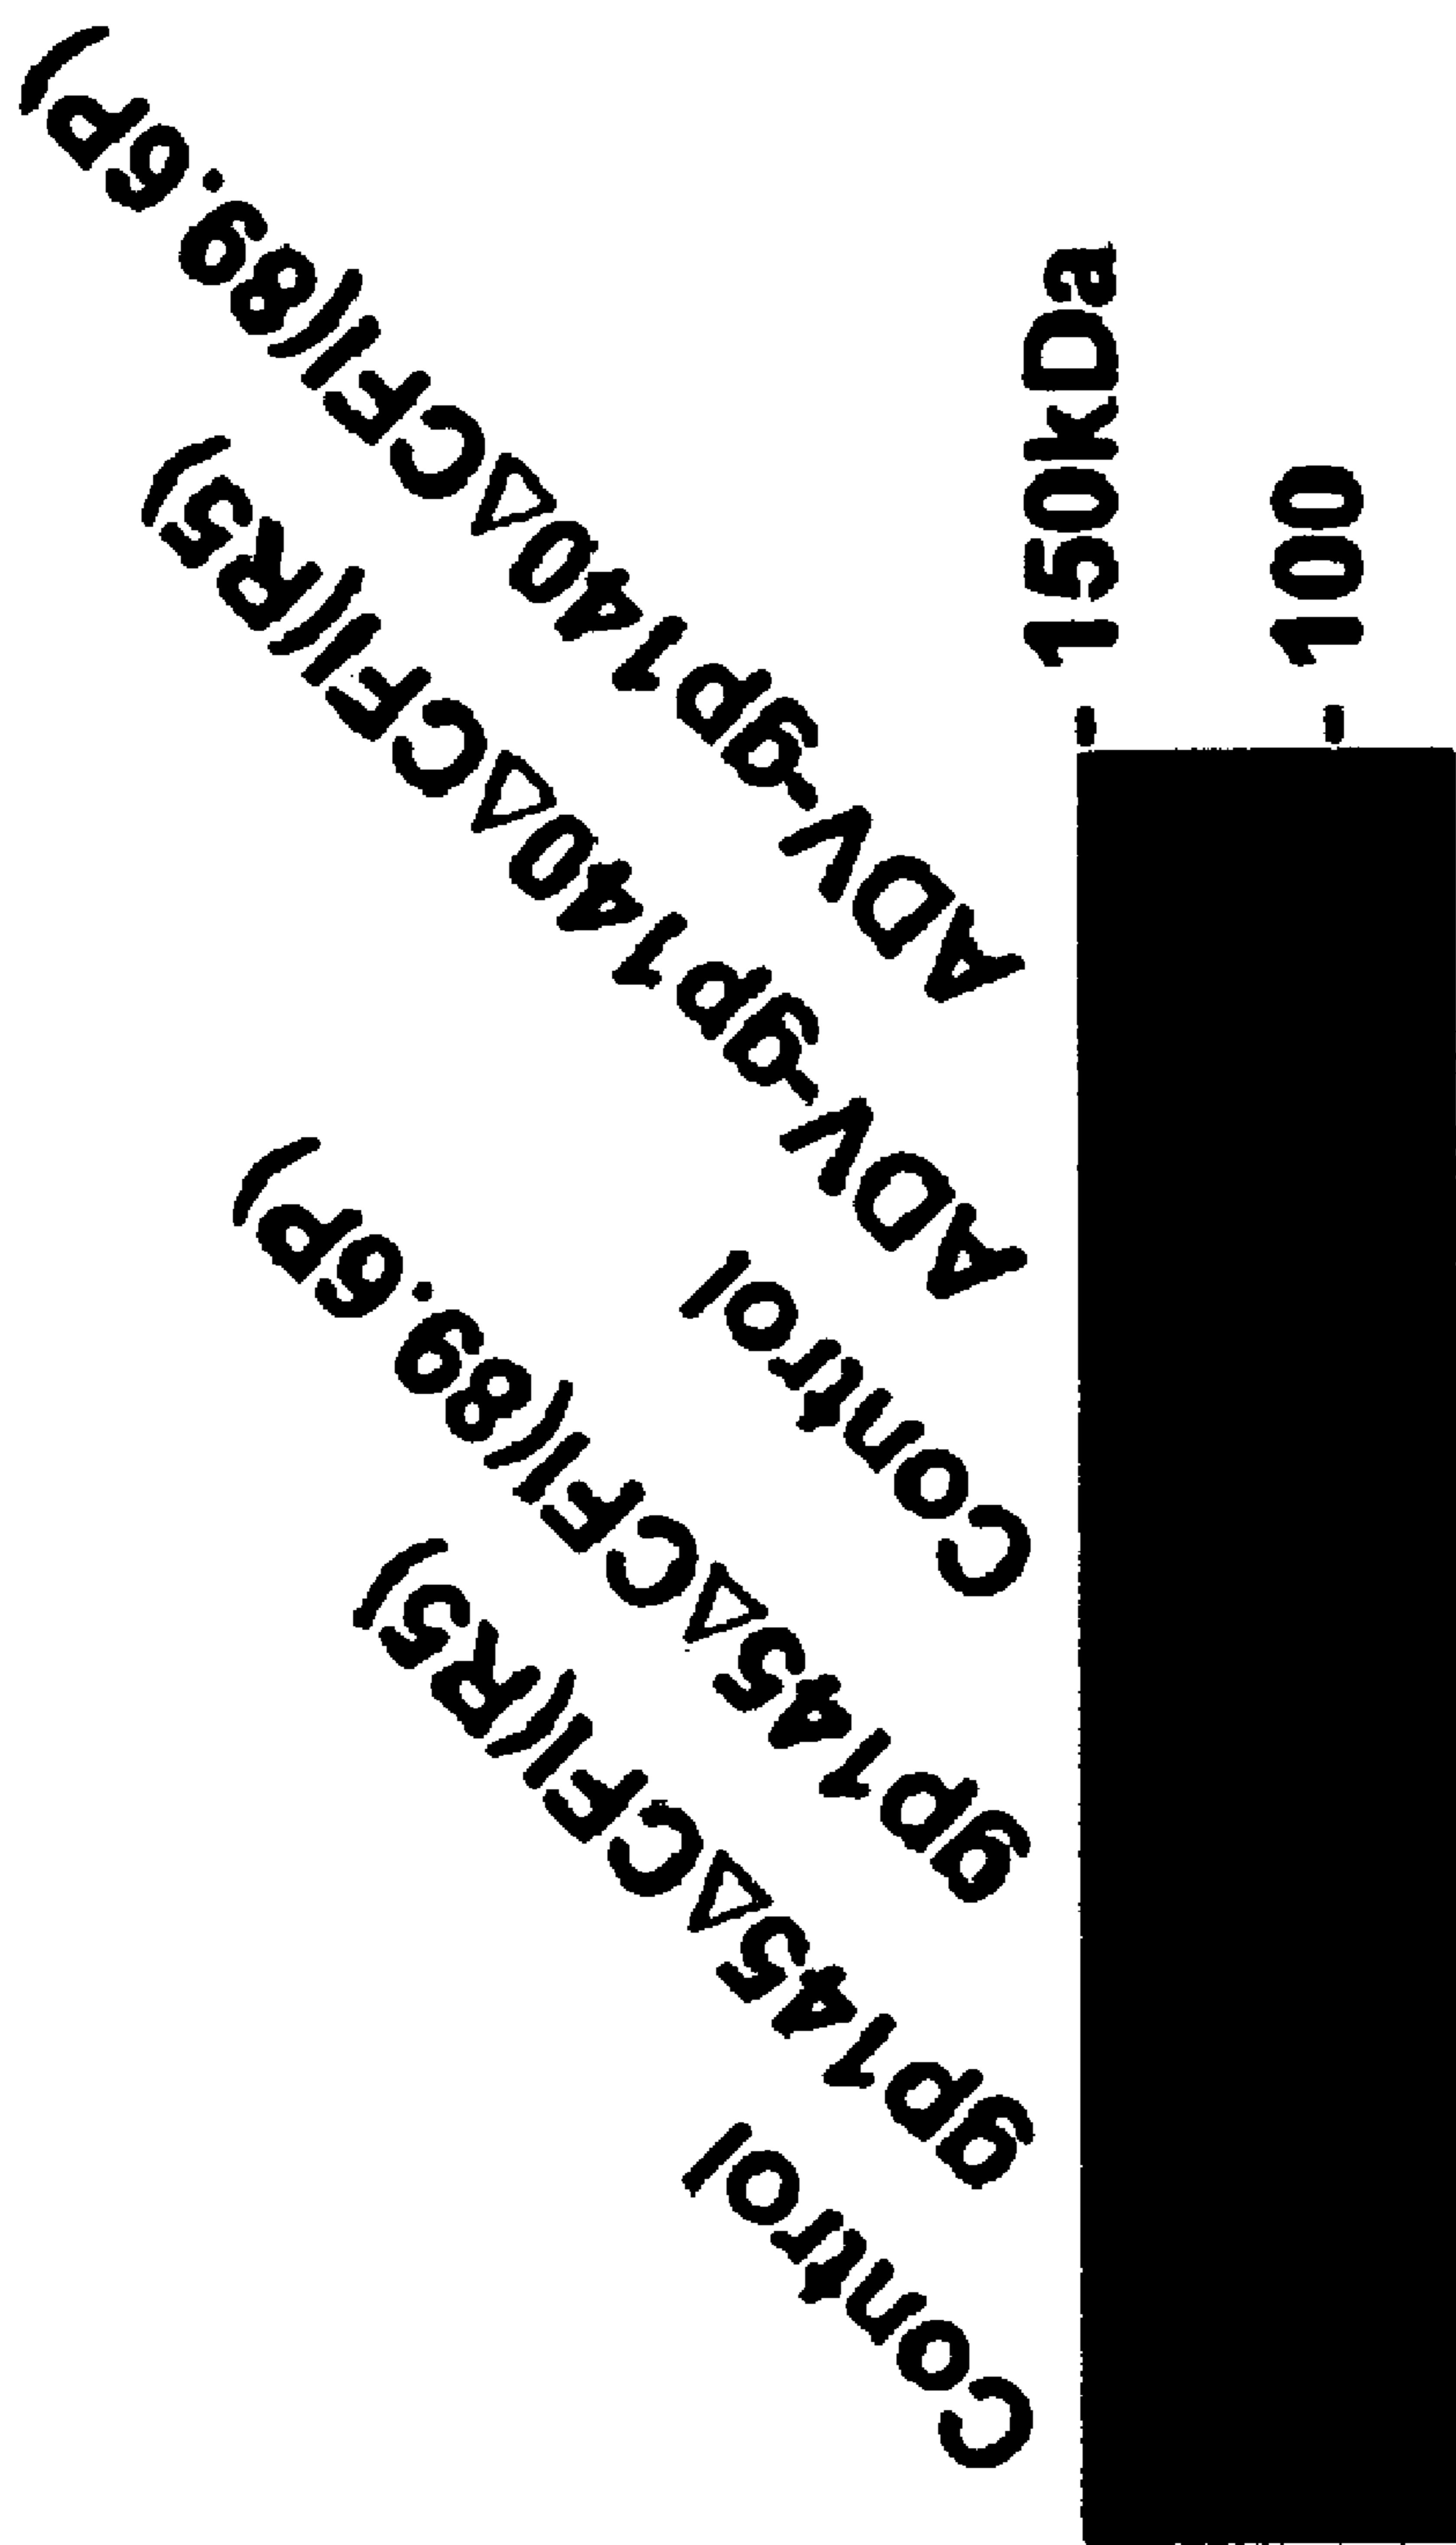 Control
gp145ΔCFI(R5)
gp145ΔCFI(89.6P)
Control
ADV-gp140ΔCFI(R5)
ADV-gp140ΔCFI(89.6P)
- 150kDa
- 100